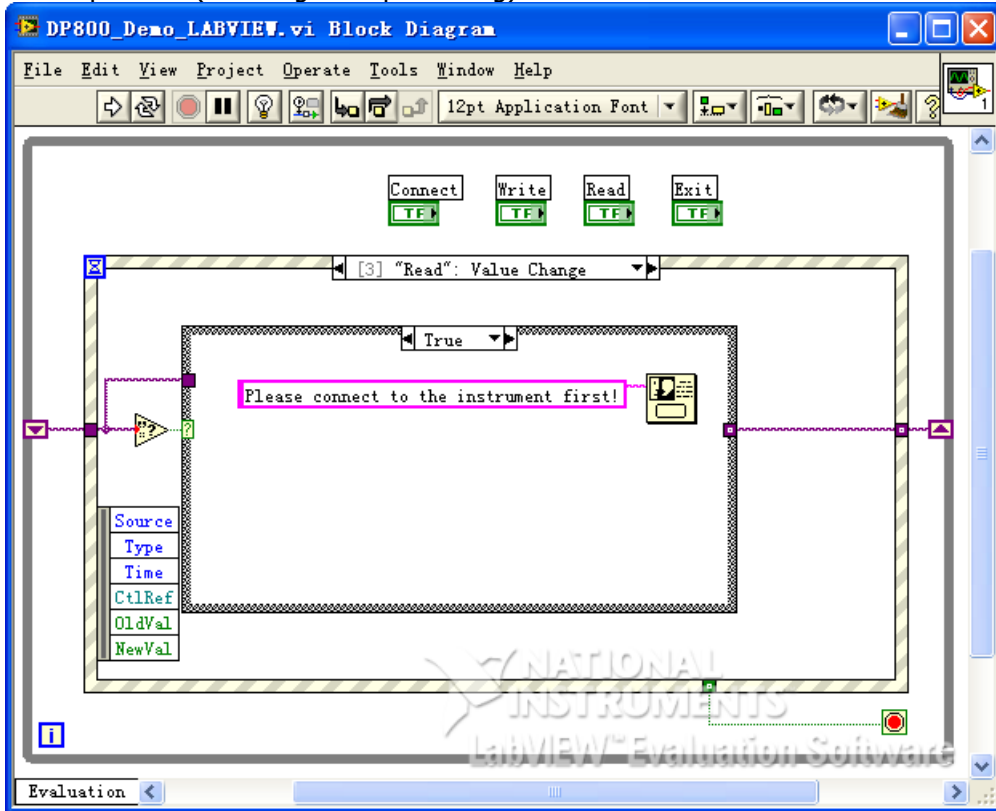 DP800_Demo_LABVIEW.vi Block Diagram
File Edit View Project Operate Tools Window Help
12pt Application Font
1
Connect Write Read Exit
TF TF TF TF
[3] "Read": Value Change
True
Please connect to the instrument first!
"?
?
Source
Type
Time
CtlRef
OldVal
NewVal
NATIONAL
INSTRUMENTS
i
LabVIEW™ Evaluation Software
Evaluation